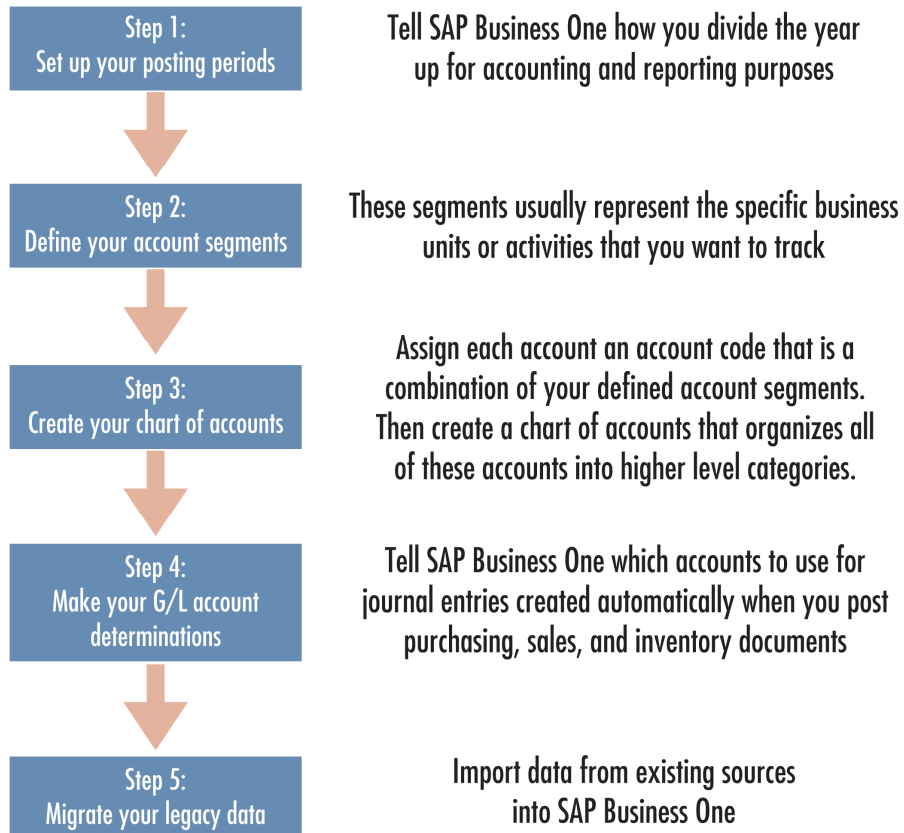 Step 1:
Set up your posting periods
Tell SAP Business One how you divide the year
up for accounting and reporting purposes
Step 2:
Define your account segments
These segments usually represent the specific business
units or activities that you want to track
Step 3:
Create your chart of accounts
Assign each account an account code that is a
combination of your defined account segments.
Then create a chart of accounts that organizes all
of these accounts into higher level categories.
Step 4:
Make your G/L account
determinations
Tell SAP Business One which accounts to use for
journal entries created automatically when you post
purchasing, sales, and inventory documents
Step 5:
Migrate your legacy data
Import data from existing sources
into SAP Business One